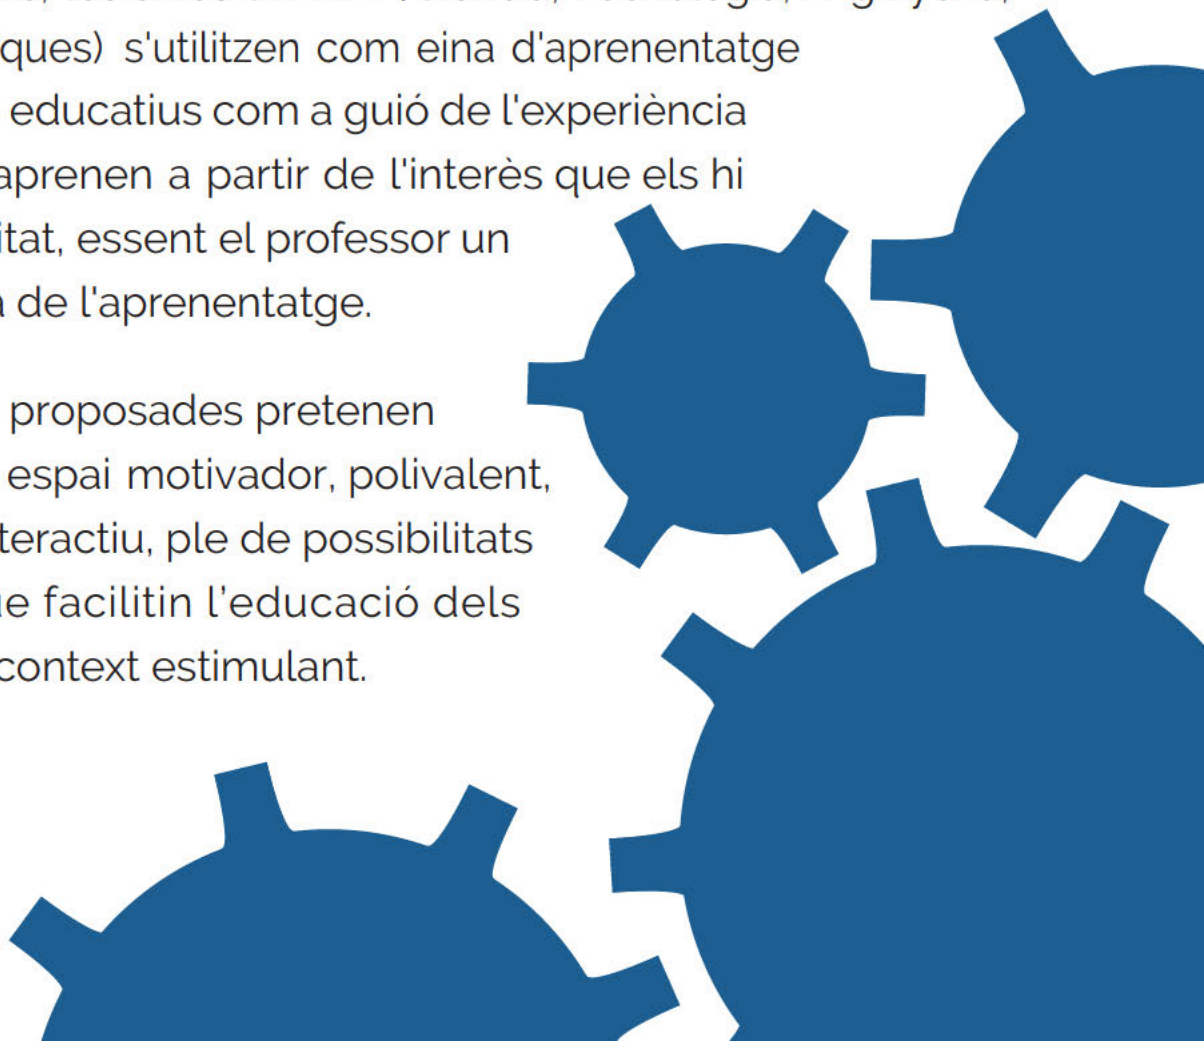 ques) s'utilitzen com eina d'aprenentatge
educatius com a guió de l'experiència
aprenen a partir de l'interès que els hi
itat, essent el professor un
de l'aprenentatge.
proposades pretenen
espai motivador, polivalent,
teractiu, ple de possibilitats
ue facilitin l’educació dels
context estimulant.